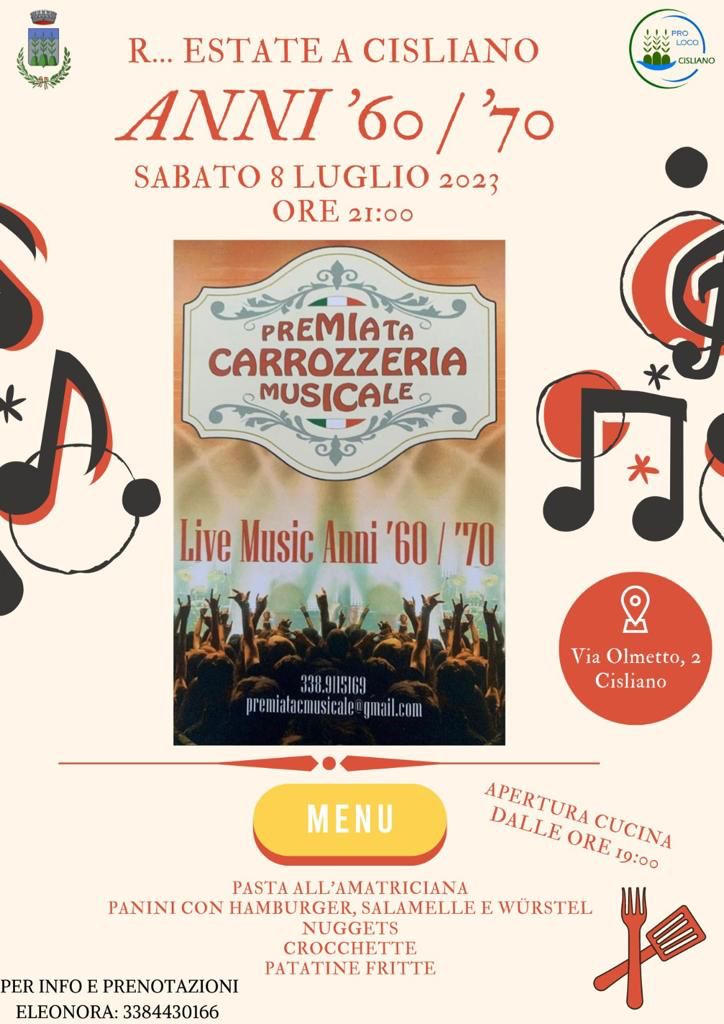 R... ESTATE A CISLIANO
PRO
LOCO
CISLIANO
ANNI '60 / '70
SABATO 8 LUGLIO 2023
ORE 21:00
PREMIATA
CARROZZERIA
MUSICALE
Live Music Anni '60 / '70
338.9115169
premiatacmusicale@gmail.com
Via Olmetto, 2
Cisliano
MENU
APERTURA CUCINA
DALLE ORE 19:00
PASTA ALL'AMATRICIANA
PANINI CON HAMBURGER, SALAMELLE E WÜRSTEL
NUGGETS
CROCCHETTE
PATATINE FRITTE
PER INFO E PRENOTAZIONI
ELEONORA: 3384430166